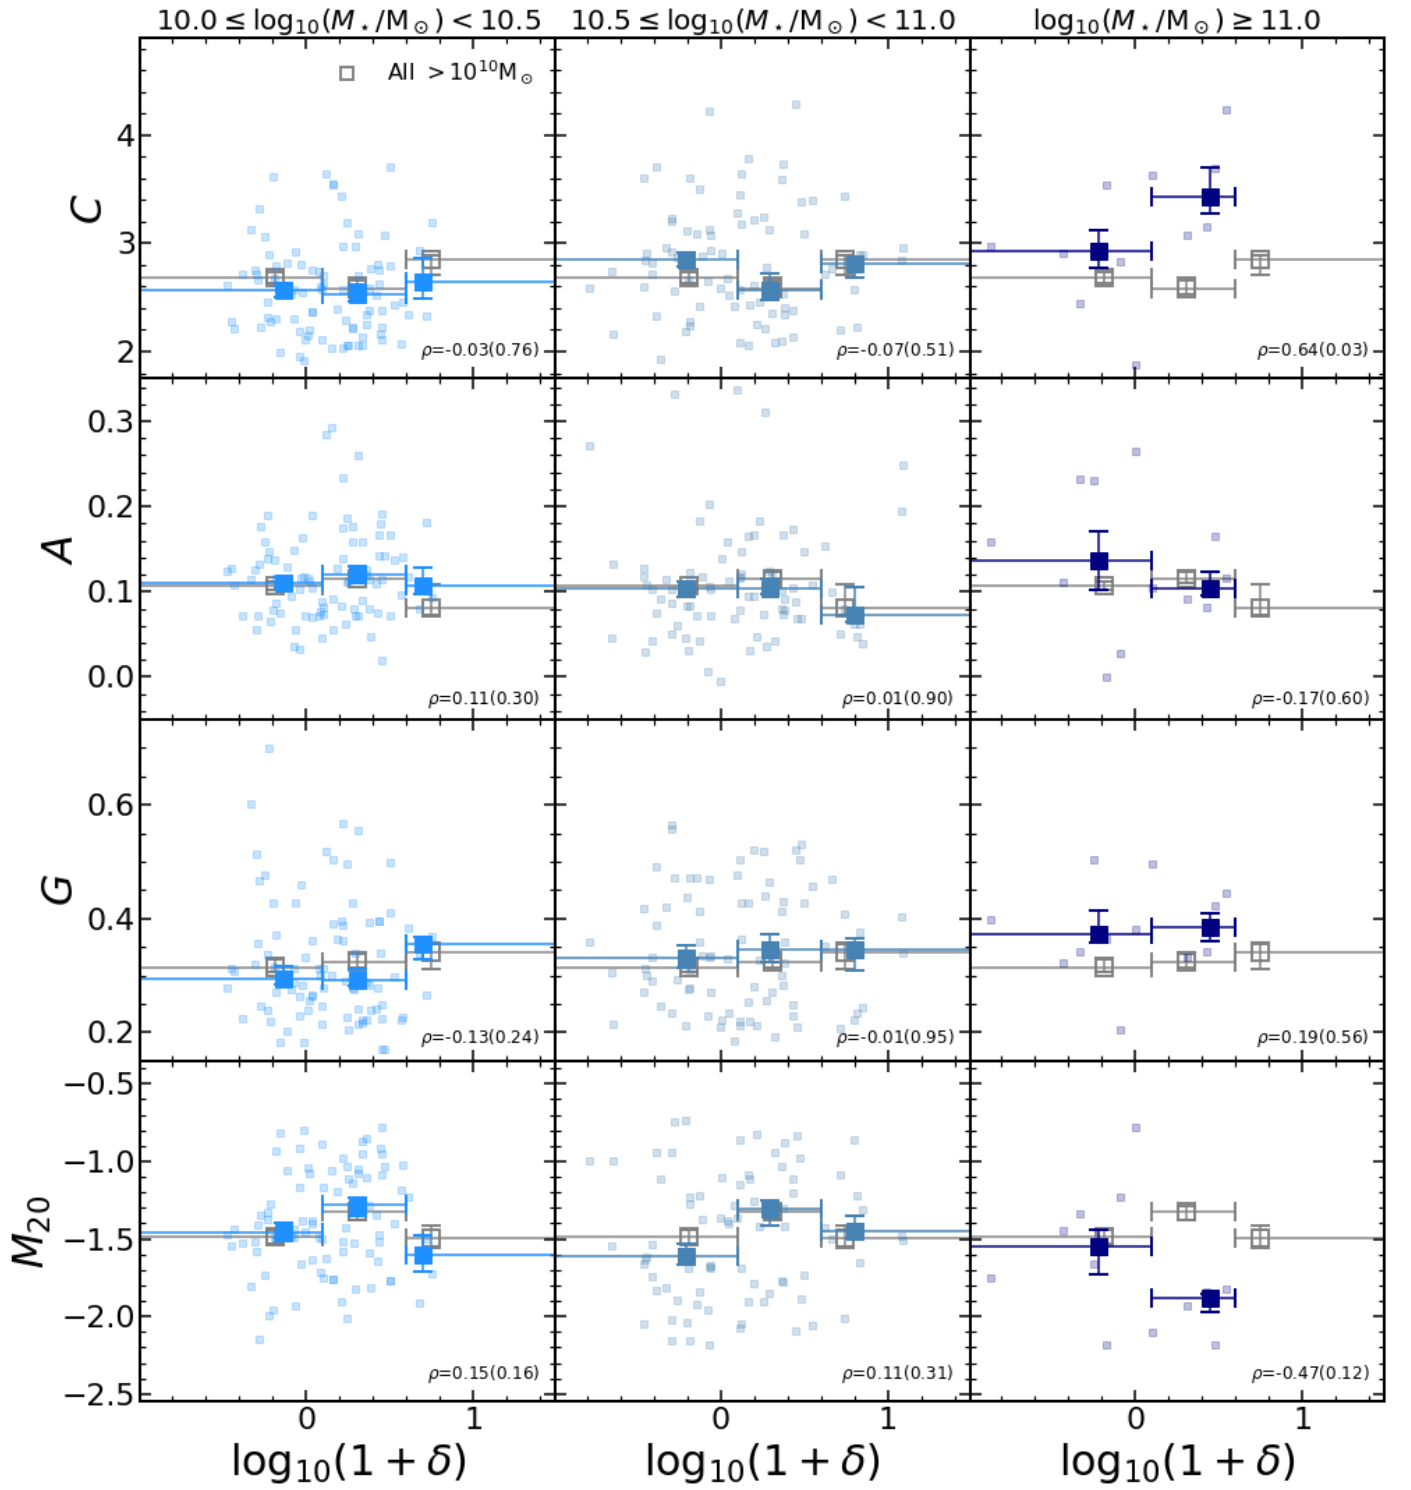 10.0 ≤ log₁₀(M⋆/M⊙) < 10.5 10.5 ≤ log₁₀(M⋆/M⊙) < 11.0 log₁₀(M⋆/M⊙) ≥ 11.0
All > 10¹⁰M⊙
C
4
3
2
ρ=-0.03(0.76) ρ=-0.07(0.51) ρ=0.64(0.03)
A
0.3
0.2
0.1
0.0
ρ=0.11(0.30) ρ=0.01(0.90) ρ=-0.17(0.60)
G
0.6
0.4
0.2
ρ=-0.13(0.24) ρ=-0.01(0.95) ρ=0.19(0.56)
M₂₀
−0.5
−1.0
−1.5
−2.0
−2.5
ρ=0.15(0.16) ρ=0.11(0.31) ρ=-0.47(0.12)
0 1 0 1 0 1
log₁₀(1 + δ) log₁₀(1 + δ) log₁₀(1 + δ)